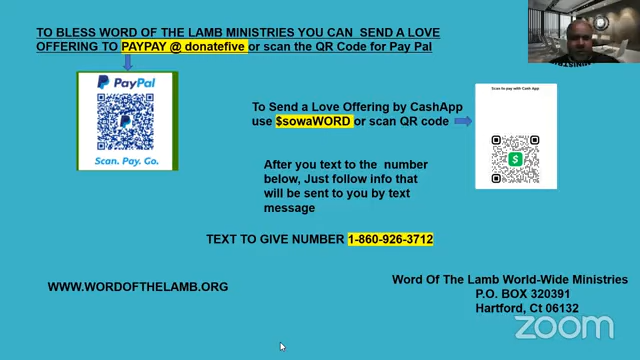 TO BLESS WORD OF THE LAMB MINISTRIES YOU CAN SEND A LOVE
OFFERING TO PAYPAY @ donatefive or scan the QR Code for Pay Pal
PayPal
Scan. Pay. Go.
To Send a Love Offering by CashApp
use $sowaWORD or scan QR code
Scan to pay with Cash App
After you text to the number
below, Just follow info that
will be sent to you by text
message
TEXT TO GIVE NUMBER 1-860-926-3712
WWW.WORDOFTHELAMB.ORG
Word Of The Lamb World-Wide Ministries
P.O. BOX 320391
Hartford, Ct 06132
zoom